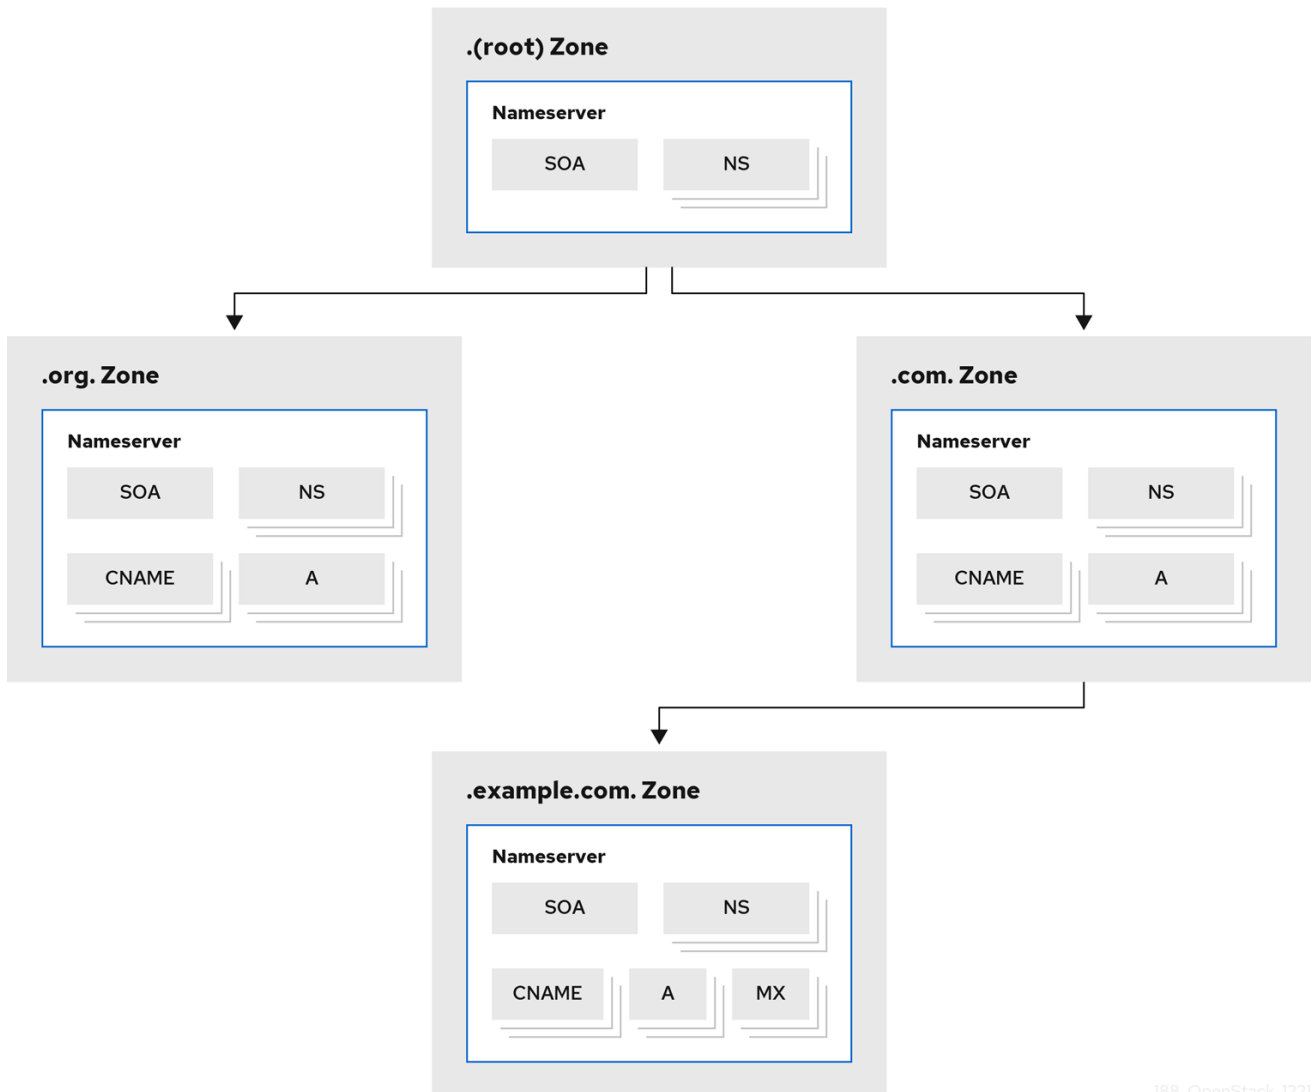 .(root) Zone
Nameserver
SOA
NS
.org. Zone
Nameserver
SOA
NS
CNAME
A
.com. Zone
Nameserver
SOA
NS
CNAME
A
.example.com. Zone
Nameserver
SOA
NS
CNAME
A
MX